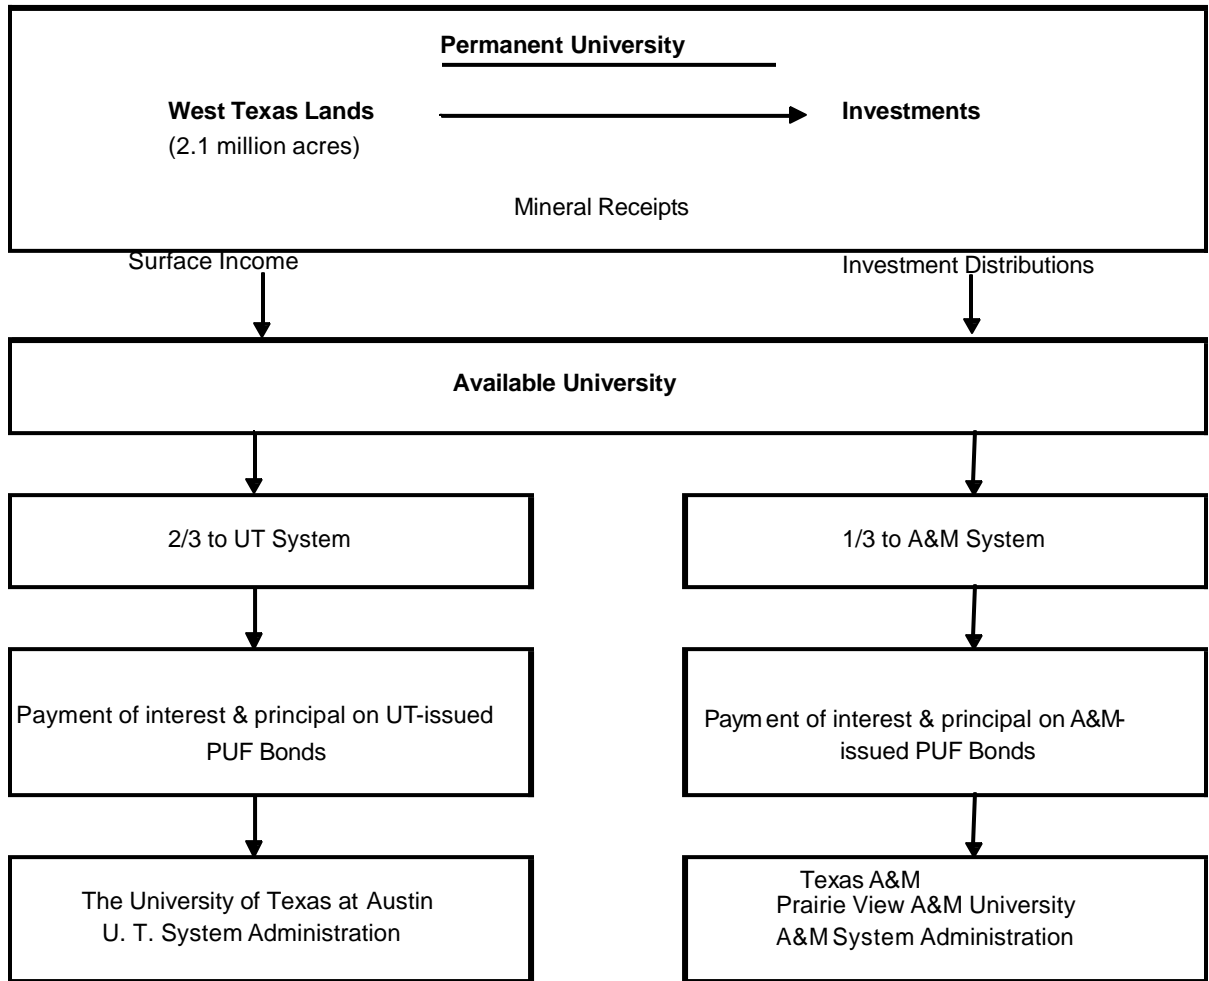 Permanent University
West Texas Lands
(2.1 million acres)
Investments
Mineral Receipts
Surface Income
Investment Distributions
Available University
2/3 to UT System
1/3 to A&M System
Payment of interest & principal on UT-issued
PUF Bonds
Payment of interest & principal on A&M-
issued PUF Bonds
The University of Texas at Austin
U. T. System Administration
Texas A&M
Prairie View A&M University
A&M System Administration